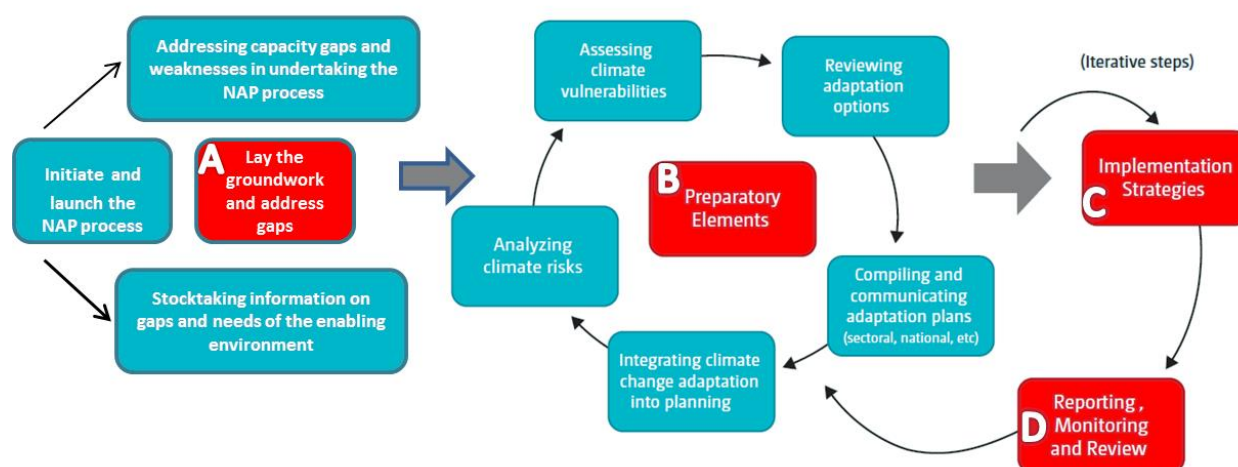 Addressing capacity gaps and
weaknesses in undertaking the
NAP process
Initiate and
launch the
NAP process
A
Lay the
groundwork
and address
gaps
Stocktaking information on
gaps and needs of the enabling
environment
Assessing
climate
vulnerabilities
Reviewing
adaptation
options
B
Preparatory
Elements
Analyzing
climate risks
Compiling and
communicating
adaptation plans
(sectoral, national, etc)
Integrating climate
change adaptation
into planning
(Iterative steps)
Implementation
Strategies
C
D
Reporting ,
Monitoring
and Review